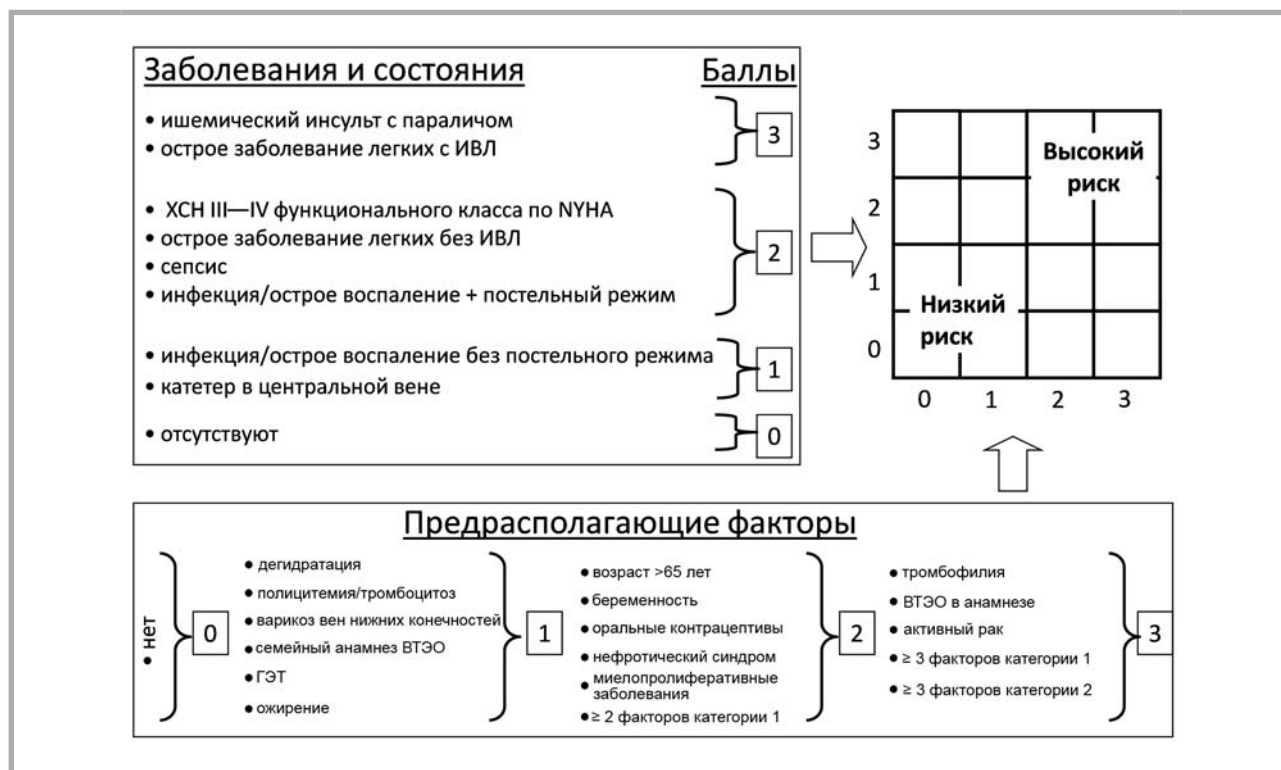 Заболевания и состояния Баллы
• ишемический инсульт с параличом
• острое заболевание легких с ИВЛ
3
• ХСН III—IV функционального класса по NYHA
• острое заболевание легких без ИВЛ
• сепсис
• инфекция/острое воспаление + постельный режим
2
• инфекция/острое воспаление без постельного режима
• катетер в центральной вене
1
• отсутствуют
0
3
2
1
0
Высокий
риск
Низкий
риск
0 1 2 3
Предрасполагающие факторы
• нет
0
• дегидратация
• полицитемия/тромбоцитоз
• варикоз вен нижних конечностей
• семейный анамнез ВТЭО
• ГЭТ
• ожирение
1
• возраст >65 лет
• беременность
• оральные контрацептивы
• нефротический синдром
• миелопролиферативные
заболевания
• ≥ 2 факторов категории 1
2
• тромбофилия
• ВТЭО в анамнезе
• активный рак
• ≥ 3 факторов категории 1
• ≥ 3 факторов категории 2
3